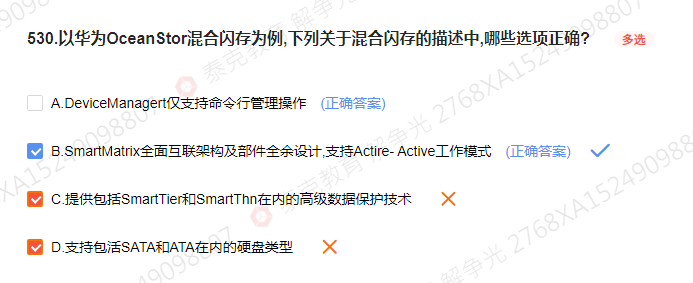 530.以华为OceanStor混合闪存为例,下列关于混合闪存的描述中,哪些选项正确? 多选
A.DeviceManagert仅支持命令行管理操作 (正确答案)
B.SmartMatrix全面互联架构及部件全余设计,支持Actire- Active工作模式 (正确答案)
C.提供包括SmartTier和SmartThn在内的高级数据保护技术
D.支持包活SATA和ATA在内的硬盘类型
泰克教育 解争光 2768XA15249098807